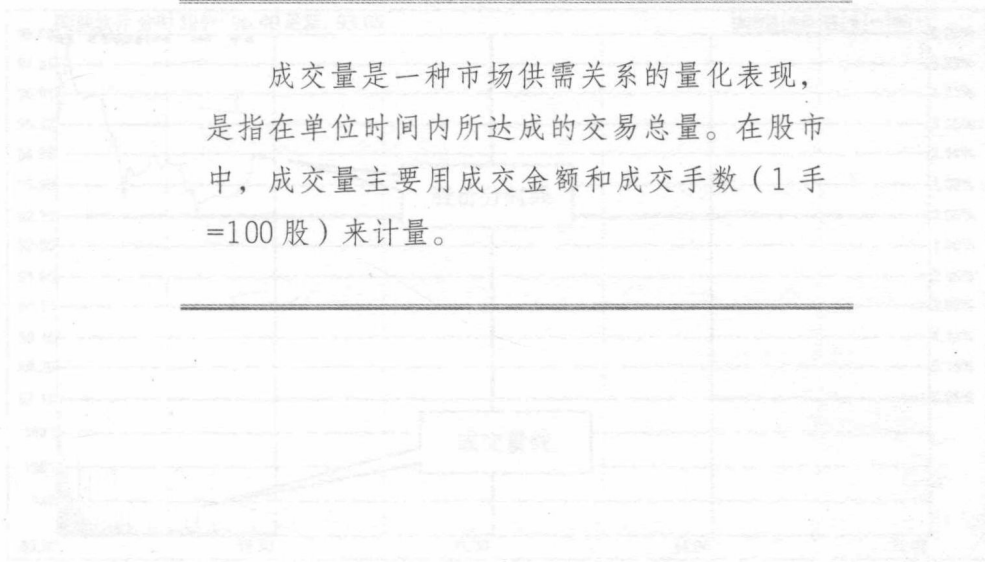 成交量是一种市场供需关系的量化表现，
是指在单位时间内所达成的交易总量。在股市
中，成交量主要用成交金额和成交手数（1 手
=100 股）来计量。